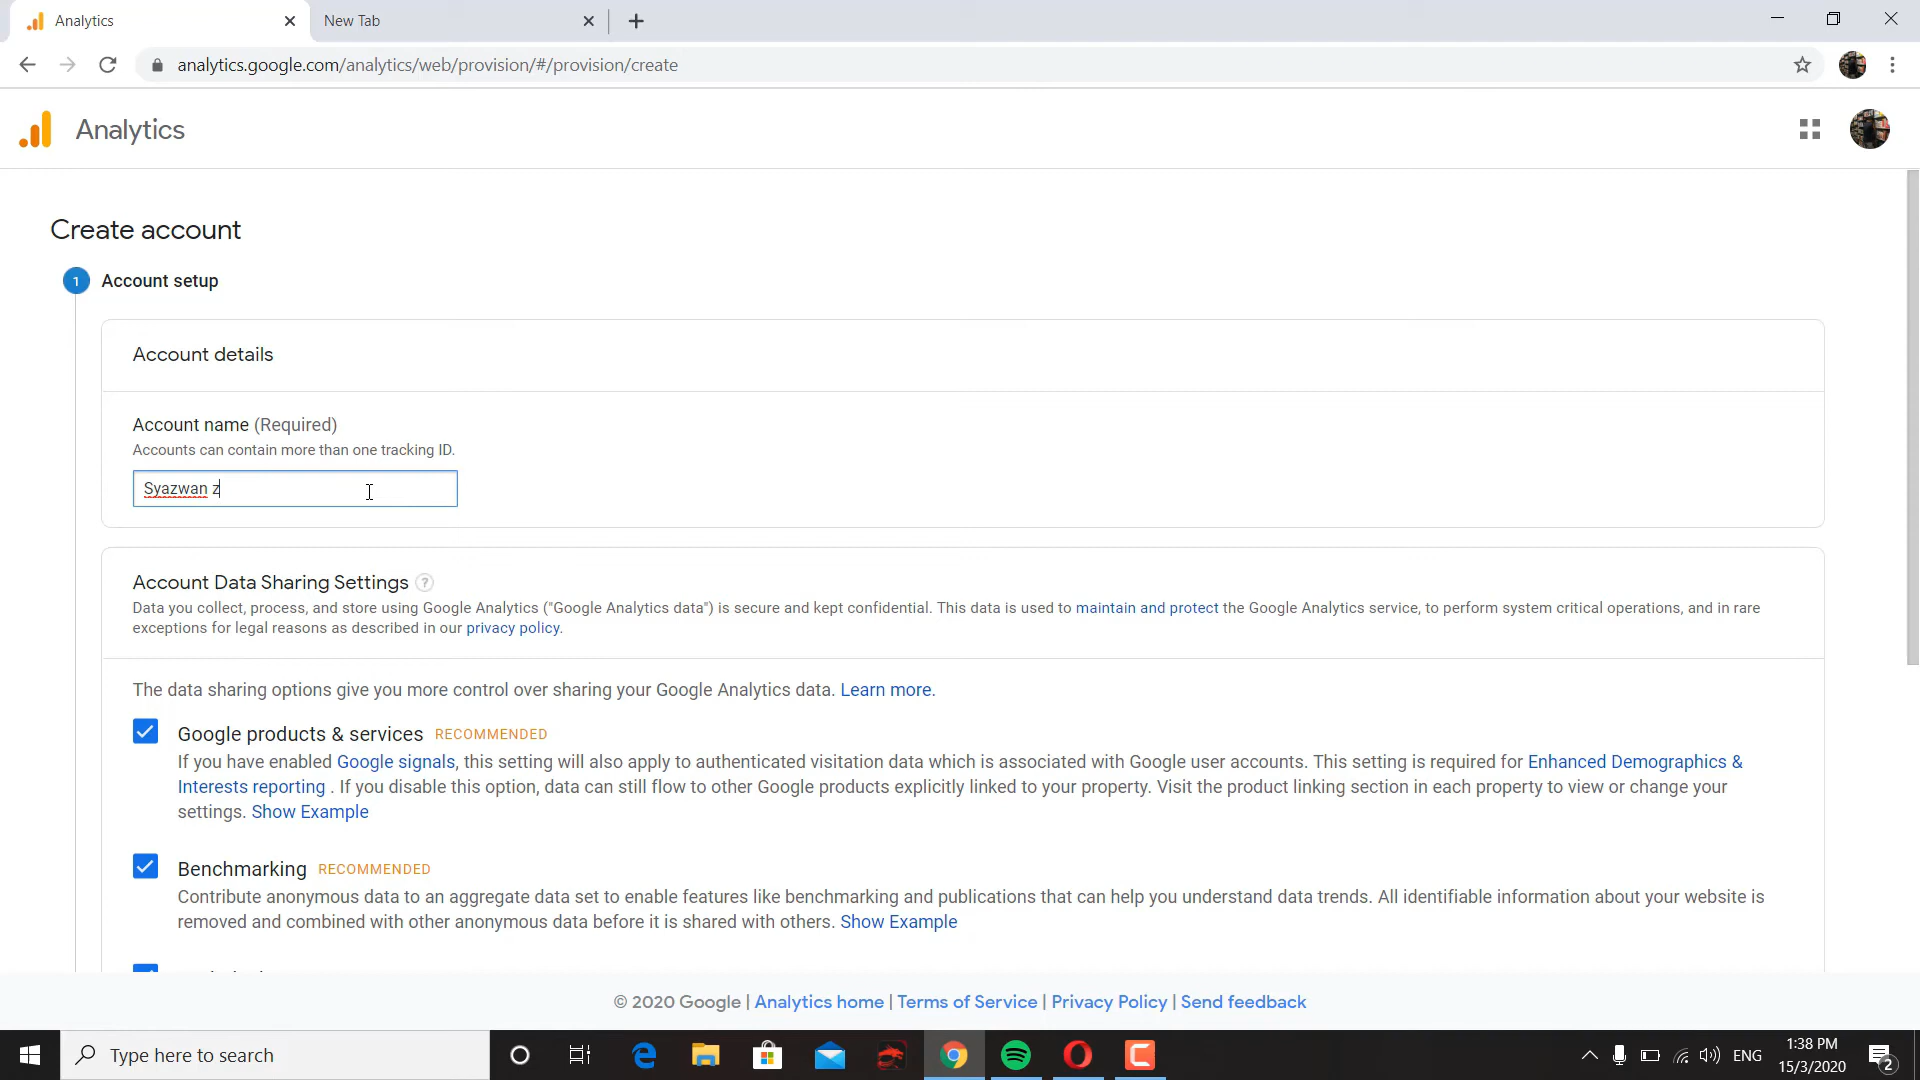 Analytics
New Tab
analytics.google.com/analytics/web/provision/#/provision/create
Analytics
Create account
1 Account setup
Account details
Account name (Required)
Accounts can contain more than one tracking ID.
Syazwan z
Account Data Sharing Settings ?
Data you collect, process, and store using Google Analytics ("Google Analytics data") is secure and kept confidential. This data is used to maintain and protect the Google Analytics service, to perform system critical operations, and in rare
exceptions for legal reasons as described in our privacy policy.
The data sharing options give you more control over sharing your Google Analytics data. Learn more.
Google products & services RECOMMENDED
If you have enabled Google signals, this setting will also apply to authenticated visitation data which is associated with Google user accounts. This setting is required for Enhanced Demographics &
Interests reporting . If you disable this option, data can still flow to other Google products explicitly linked to your property. Visit the product linking section in each property to view or change your
settings. Show Example
Benchmarking RECOMMENDED
Contribute anonymous data to an aggregate data set to enable features like benchmarking and publications that can help you understand data trends. All identifiable information about your website is
removed and combined with other anonymous data before it is shared with others. Show Example
© 2020 Google | Analytics home | Terms of Service | Privacy Policy | Send feedback
Type here to search
ENG
1:38 PM
15/3/2020
2